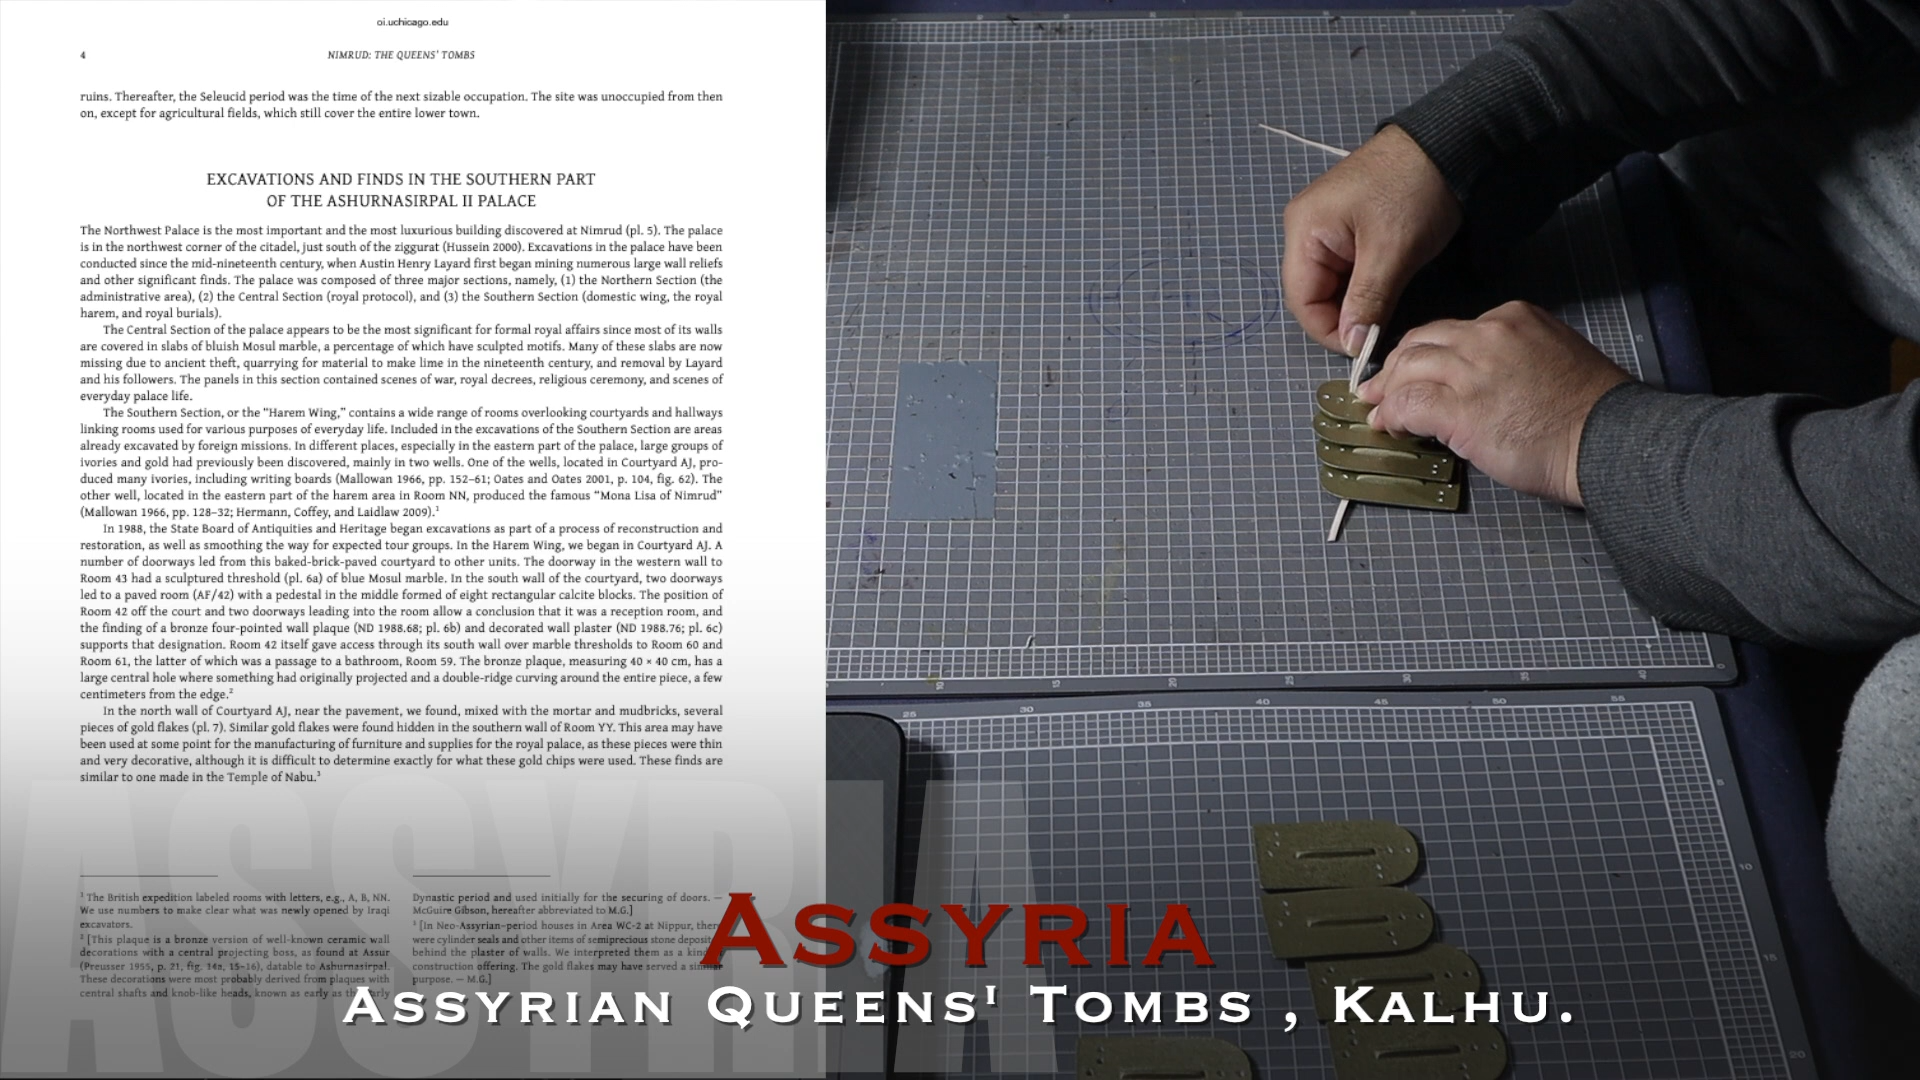 oi.uchicago.edu
4
NIMRUD: THE QUEENS' TOMBS
ruins. Thereafter, the Seleucid period was the time of the next sizable occupation. The site was unoccupied from then
on, except for agricultural fields, which still cover the entire lower town.
EXCAVATIONS AND FINDS IN THE SOUTHERN PART
OF THE ASHURNASIRPAL II PALACE
The Northwest Palace is the most important and the most luxurious building discovered at Nimrud (pl. 5). The palace
is in the northwest corner of the citadel, just south of the ziggurat (Hussein 2000). Excavations in the palace have been
conducted since the mid-nineteenth century, when Austin Henry Layard first began mining numerous large wall reliefs
and other significant finds. The palace was composed of three major sections, namely, (1) the Northern Section (the
administrative area), (2) the Central Section (royal protocol), and (3) the Southern Section (domestic wing, the royal
harem, and royal burials).
The Central Section of the palace appears to be the most significant for formal royal affairs since most of its walls
are covered in slabs of bluish Mosul marble, a percentage of which have sculpted motifs. Many of these slabs are now
missing due to ancient theft, quarrying for material to make lime in the nineteenth century, and removal by Layard
and his followers. The panels in this section contained scenes of war, royal decrees, religious ceremony, and scenes of
everyday palace life.
The Southern Section, or the “Harem Wing,” contains a wide range of rooms overlooking courtyards and hallways
linking rooms used for various purposes of everyday life. Included in the excavations of the Southern Section are areas
already excavated by foreign missions. In different places, especially in the eastern part of the palace, large groups of
ivories and gold had previously been discovered, mainly in two wells. One of the wells, located in Courtyard AJ, pro-
duced many ivories, including writing boards (Mallowan 1966, pp. 152–61; Oates and Oates 2001, p. 104, fig. 62). The
other well, located in the eastern part of the harem area in Room NN, produced the famous “Mona Lisa of Nimrud”
(Mallowan 1966, pp. 128–32; Hermann, Coffey, and Laidlaw 2009).¹
In 1988, the State Board of Antiquities and Heritage began excavations as part of a process of reconstruction and
restoration, as well as smoothing the way for expected tour groups. In the Harem Wing, we began in Courtyard AJ. A
number of doorways led from this baked-brick-paved courtyard to other units. The doorway in the western wall to
Room 43 had a sculptured threshold (pl. 6a) of blue Mosul marble. In the south wall of the courtyard, two doorways
led to a paved room (AF/42) with a pedestal in the middle formed of eight rectangular calcite blocks. The position of
Room 42 off the court and two doorways leading into the room allow a conclusion that it was a reception room, and
the finding of a bronze four-pointed wall plaque (ND 1988.68; pl. 6b) and decorated wall plaster (ND 1988.76; pl. 6c)
supports that designation. Room 42 itself gave access through its south wall over marble thresholds to Room 60 and
Room 61, the latter of which was a passage to a bathroom, Room 59. The bronze plaque, measuring 40 × 40 cm, has a
large central hole where something had originally projected and a double-ridge curving around the entire piece, a few
centimeters from the edge.²
In the north wall of Courtyard AJ, near the pavement, we found, mixed with the mortar and mudbricks, several
pieces of gold flakes (pl. 7). Similar gold flakes were found hidden in the southern wall of Room YY. This area may have
been used at some point for the manufacturing of furniture and supplies for the royal palace, as these pieces were thin
and very decorative, although it is difficult to determine exactly for what these gold chips were used. These finds are
similar to one made in the Temple of Nabu.³
¹ The British expedition labeled rooms with letters, e.g., A, B, NN.
We use numbers to make clear what was newly opened by Iraqi
excavators.
² [This plaque is a bronze version of well-known ceramic wall
decorations with a central projecting boss, as found at Assur
(Preusser 1955, p. 21, fig. 14a, 15–16), datable to Ashurnasirpal.
These decorations were most probably derived from plaques with
central shafts and knob-like heads, known as early as the Early
Dynastic period and used initially for the securing of doors. —
McGuire Gibson, hereafter abbreviated to M.G.]
³ [In Neo-Assyrian-period houses in Area WC-2 at Nippur, there
were cylinder seals and other items of semiprecious stone deposit
behind the plaster of walls. We interpreted them as a kind of
construction offering. The gold flakes may have served a similar
purpose. — M.G.]
ASSYRIA
ASSYRIA
ASSYRIAN QUEENS' TOMBS , KALHU.
10 15 20 25 30 35 40
25 30 35 40 45 50 55
5
10
15
20